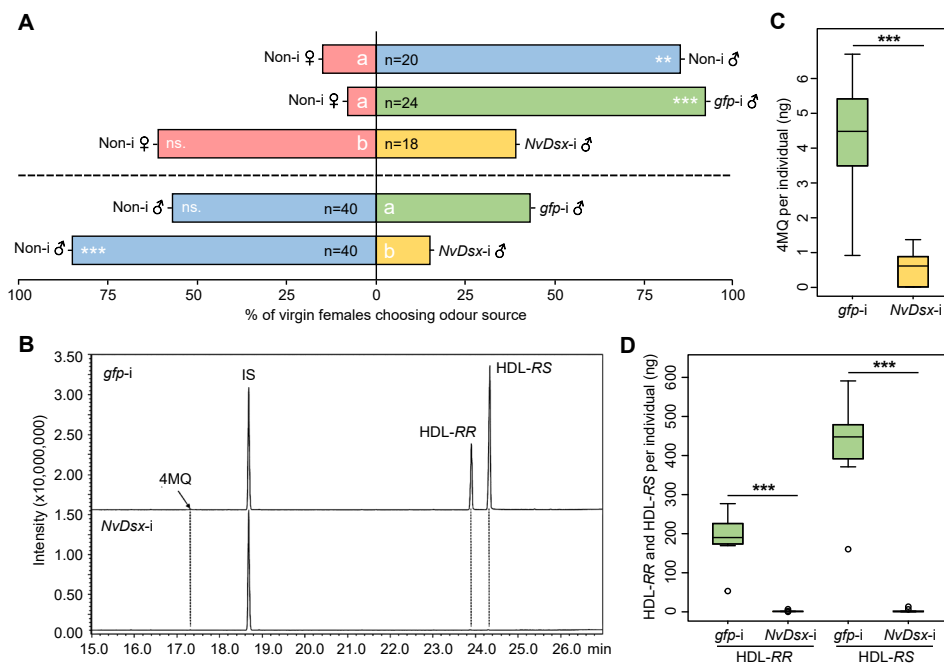 A
Non-i ♀ a n=20 ** Non-i ♂
Non-i ♀ a n=24 *** gfp-i ♂
Non-i ♀ ns. b n=18 NvDsx-i ♂
Non-i ♂ ns. n=40 a gfp-i ♂
Non-i ♂ *** n=40 b NvDsx-i ♂
100 75 50 25 0 25 50 75 100
% of virgin females choosing odour source
B
3.50
3.00
2.50
2.00
1.50
1.00
0.50
0.00
Intensity (x10,000,000)
gfp-i
IS
HDL-RS
HDL-RR
4MQ
NvDsx-i
15.0 16.0 17.0 18.0 19.0 20.0 21.0 22.0 23.0 24.0 25.0 26.0 min
C
***
6
5
4
3
2
1
0
4MQ per individual (ng)
gfp-i NvDsx-i
D
600
500
400
300
200
100
0
HDL-RR and HDL-RS per individual (ng)
***
***
gfp-i NvDsx-i gfp-i NvDsx-i
HDL-RR HDL-RS